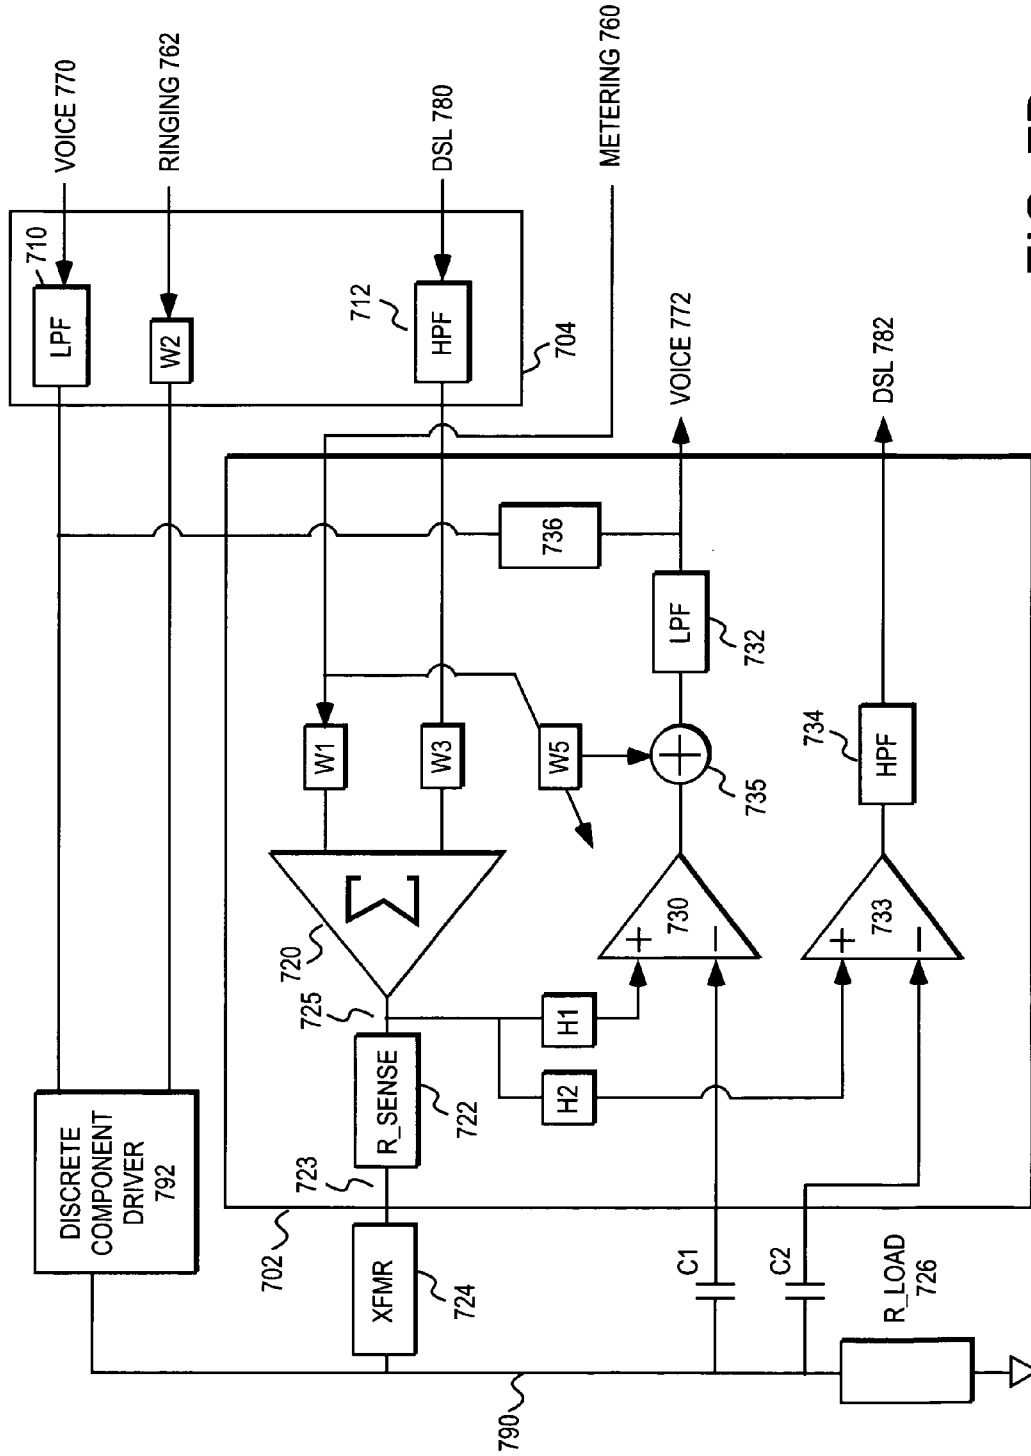 VOICE 770
RINGING 762
DSL 780
METERING 760
710
LPF
W2
712
HPF
704
VOICE 772
DSL 782
736
LPF
732
734
HPF
W1
W3
W5
735
Σ
720
725
+
730
−
+
733
−
H1
H2
R_SENSE
722
723
702
DISCRETE
COMPONENT
DRIVER
792
XFMR
724
C1
C2
R_LOAD
726
790